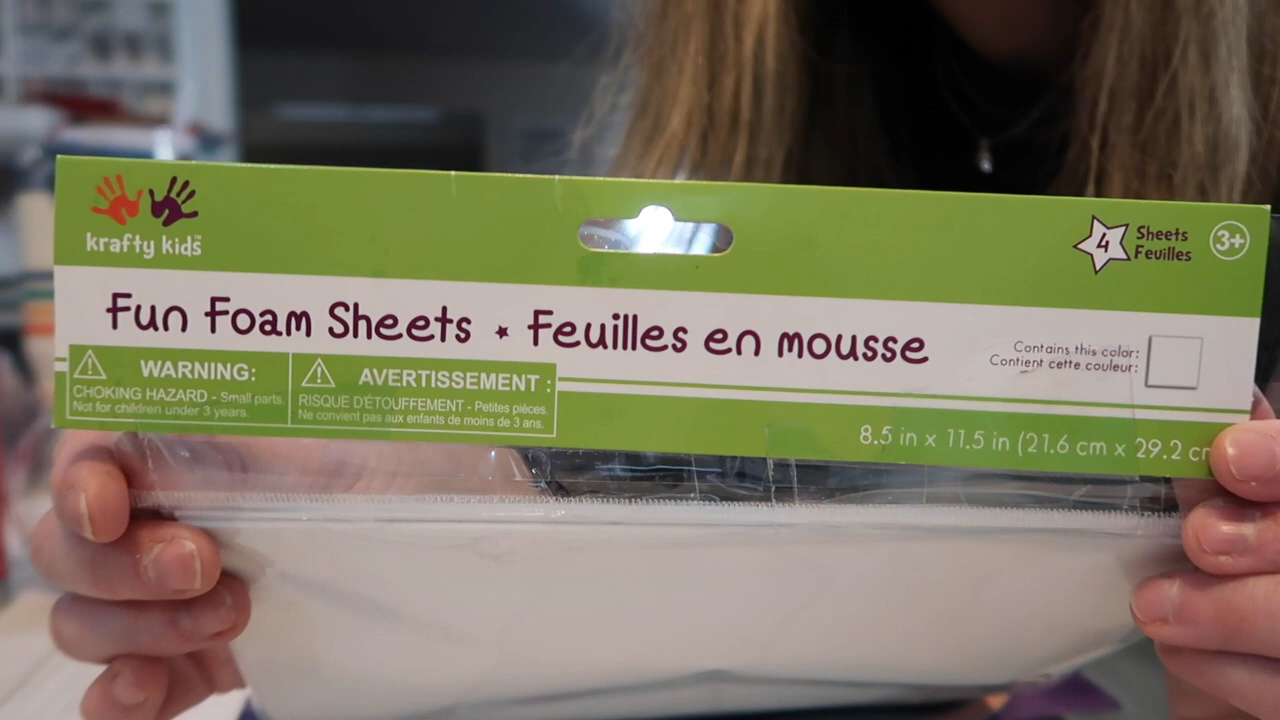 krafty kids™
4 Sheets
Feuilles
3+
Fun Foam Sheets ★ Feuilles en mousse
Contains this color:
Contient cette couleur:
WARNING:
CHOKING HAZARD - Small parts.
Not for children under 3 years.
AVERTISSEMENT :
RISQUE D'ÉTOUFFEMENT - Petites pièces.
Ne convient pas aux enfants de moins de 3 ans.
8.5 in x 11.5 in (21.6 cm x 29.2 c